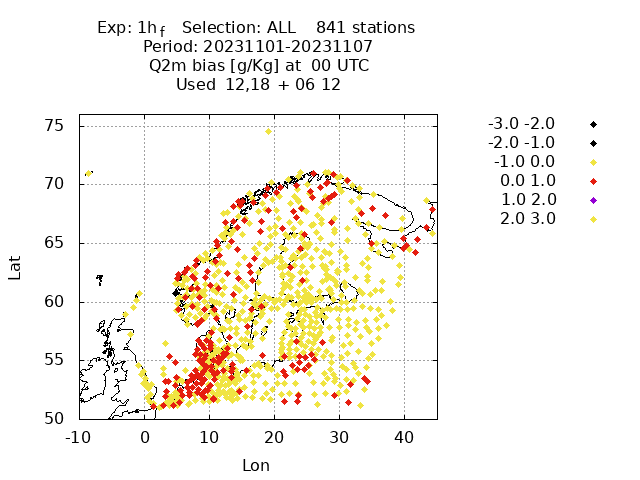 Exp: 1h f Selection: ALL 841 stations
Period: 20231101-20231107
Q2m bias [g/Kg] at 00 UTC
Used 12,18 + 06 12
-3.0 -2.0
-2.0 -1.0
-1.0 0.0
0.0 1.0
1.0 2.0
2.0 3.0
75
70
65
60
55
50
Lat
-10 0 10 20 30 40
Lon